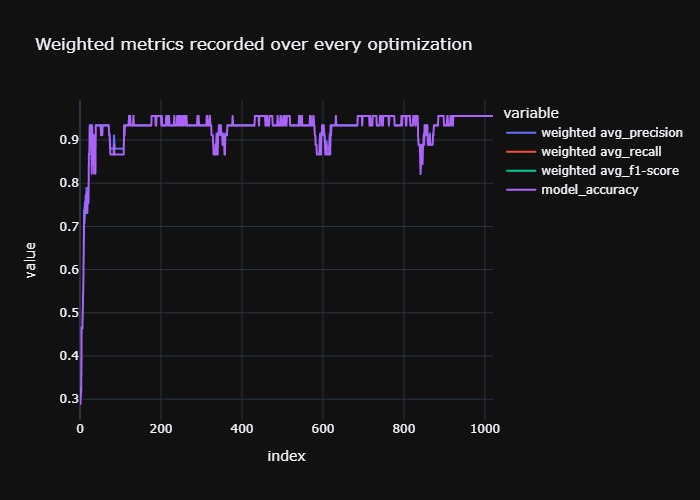 Weighted metrics recorded over every optimization
variable
weighted avg_precision
weighted avg_recall
weighted avg_f1-score
model_accuracy
value
0.9
0.8
0.7
0.6
0.5
0.4
0.3
0 200 400 600 800 1000
index